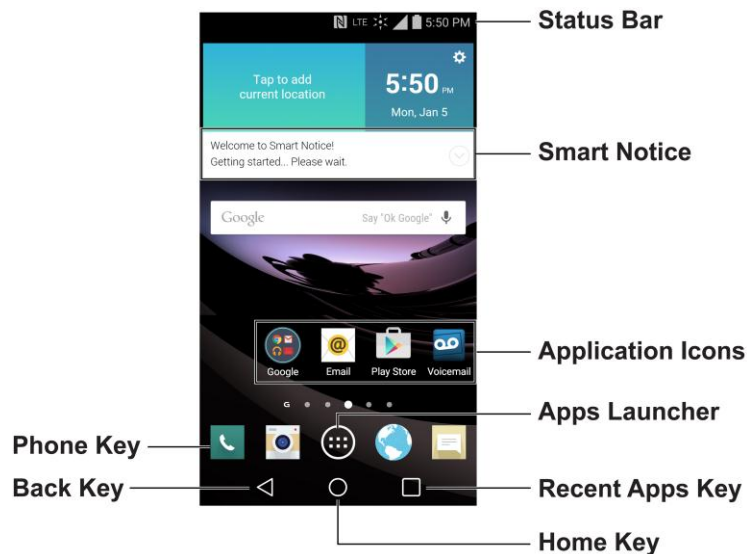 LTE 5:50 PM
Status Bar
Tap to add
current location
5:50 PM
Mon, Jan 5
Welcome to Smart Notice!
Getting started... Please wait.
Smart Notice
Google Say "Ok Google"
@
Google Email Play Store Voicemail
Application Icons
G
Apps Launcher
Phone Key
Back Key
Recent Apps Key
Home Key